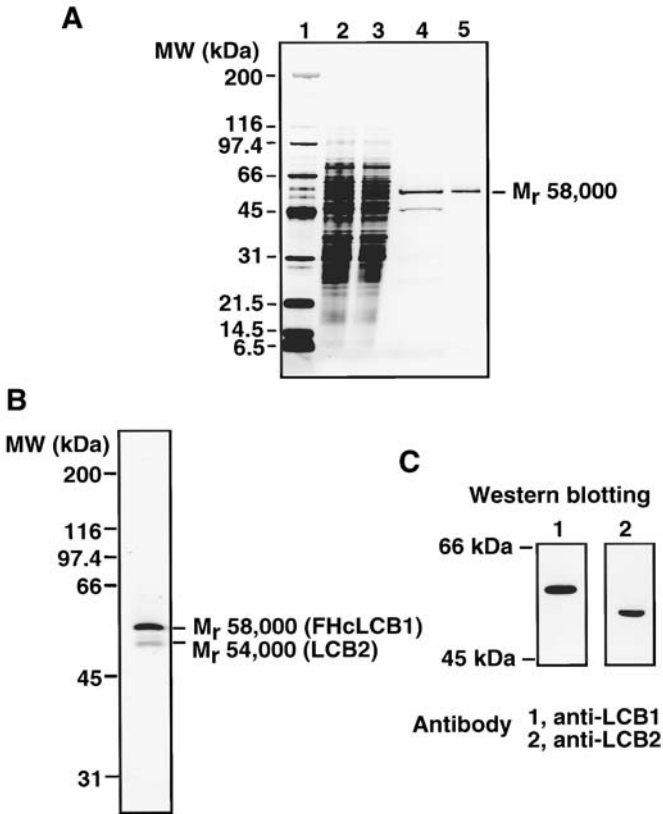 A
1 2 3 4 5
MW (kDa)
200
116
97.4
66
45
31
21.5
14.5
6.5
Mr 58,000
B
MW (kDa)
200
116
97.4
66
45
31
Mr 58,000 (FHcLCB1)
Mr 54,000 (LCB2)
C
Western blotting
1 2
66 kDa
45 kDa
Antibody 1, anti-LCB1
2, anti-LCB2